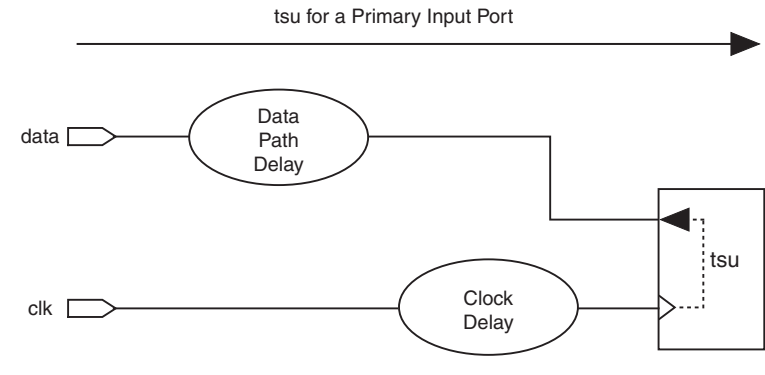 tsu for a Primary Input Port
data
Data
Path
Delay
tsu
clk
Clock
Delay